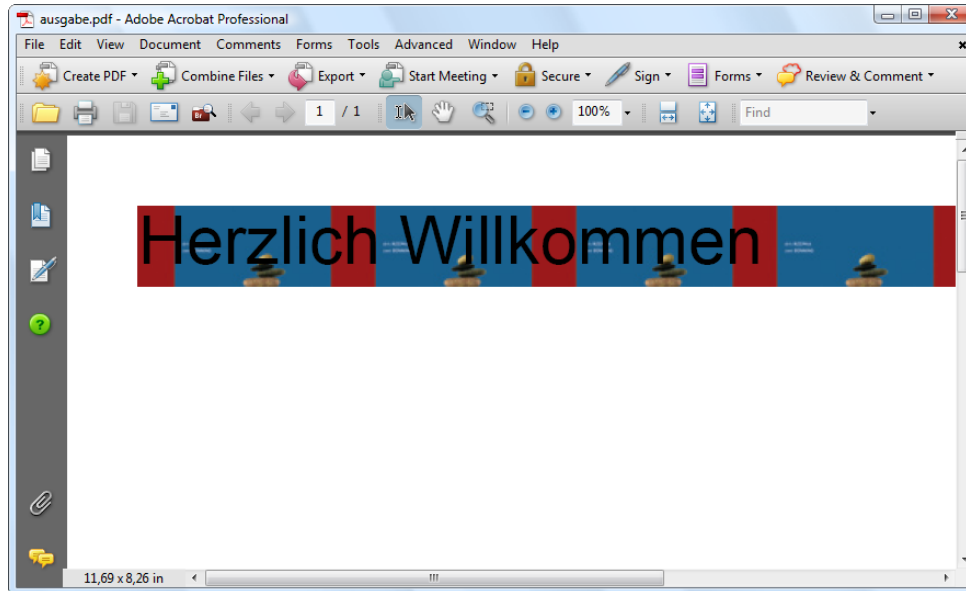 ausgabe.pdf - Adobe Acrobat Professional
File Edit View Document Comments Forms Tools Advanced Window Help
Create PDF Combine Files Export Start Meeting Secure Sign Forms Review & Comment
1 / 1 100% Find
Herzlich Willkommen
11,69 x 8,26 in